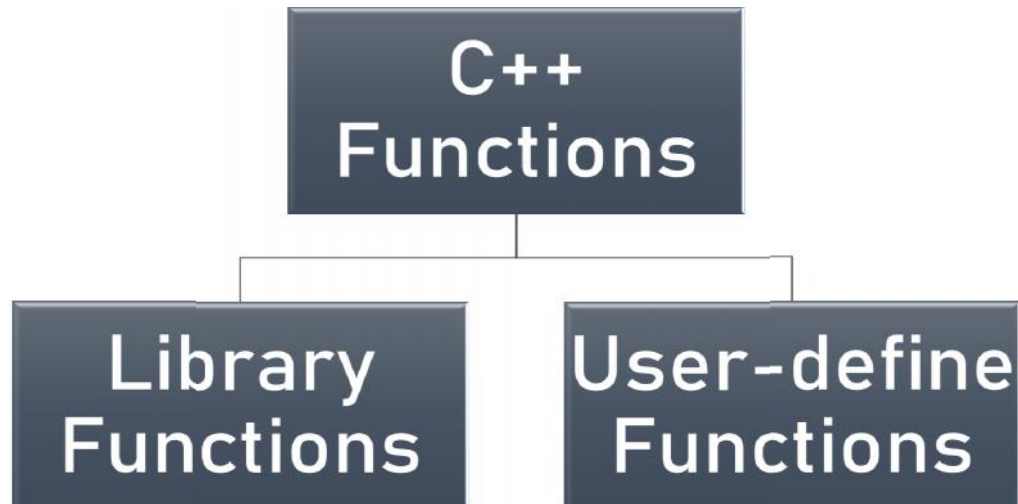 C++
Functions
Library
Functions
User-define
Functions